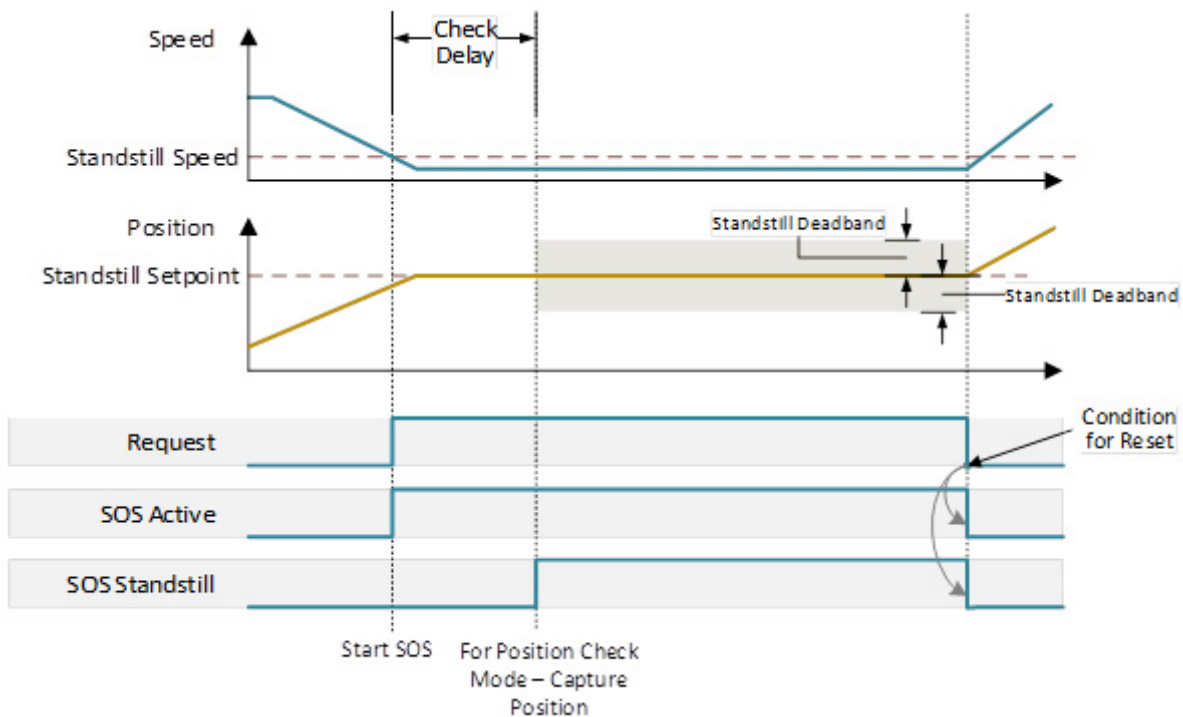 Speed
Check
Delay
Standstill Speed
Position
Standstill Deadband
Standstill Setpoint
Standstill Deadband
Condition
for Reset
Request
SOS Active
SOS Standstill
Start SOS
For Position Check
Mode – Capture
Position